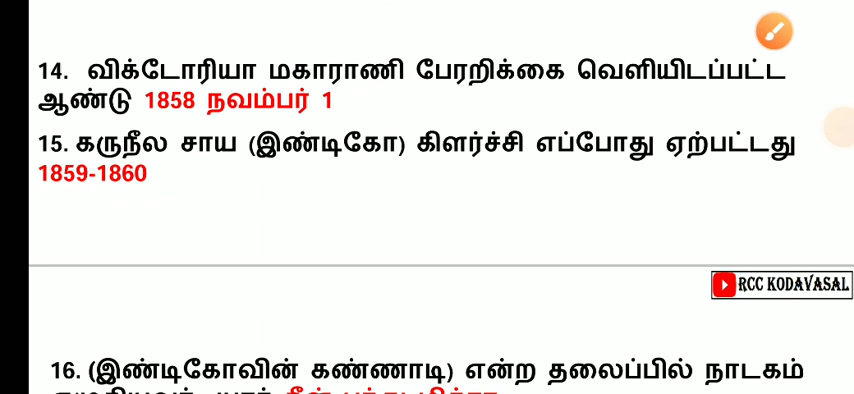 14. விக்டோரியா மகாராணி பேரறிக்கை வெளியிடப்பட்ட
ஆண்டு 1858 நவம்பர் 1
15. கருநீல சாய (இண்டிகோ) கிளர்ச்சி எப்போது ஏற்பட்டது
1859-1860
RCC KODAVASAL
16. (இண்டிகோவின் கண்ணாடி) என்ற தலைப்பில் நாடகம்